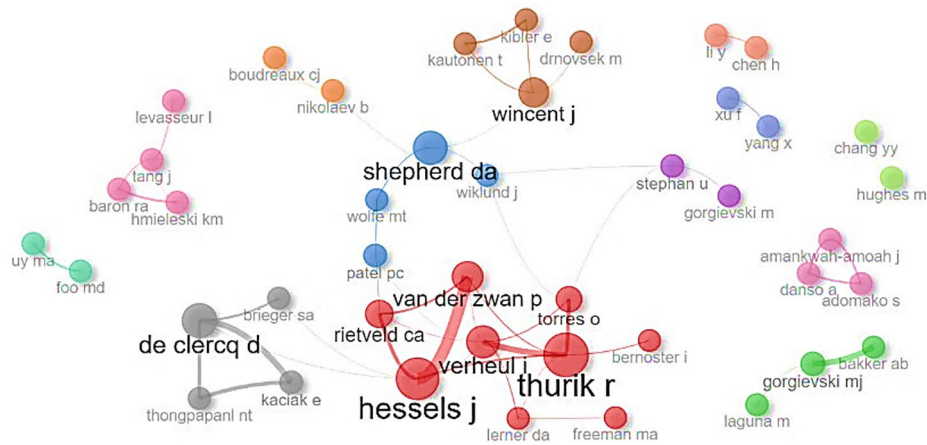 kibler e
li y
kautonen t
drnovsek m
chen h
boudreaux cj
nikolaev b
wincent j
levasseur l
xu f
yang x
chang yy
shepherd da
tang j
wiklund j
stephan u
hughes m
baron ra
hmieleski km
wolfe mt
gorgievski m
uy ma
foo md
patel pc
amankwah-amoah j
danso a
adomako s
van der zwan p
brieger sa
rietveld ca
torres o
de clercq d
verheul i
bernoster i
bakker ab
thurik r
gorgievski mj
kaciak e
thongpapanl nt
hessels j
laguna m
lerner da
freeman ma